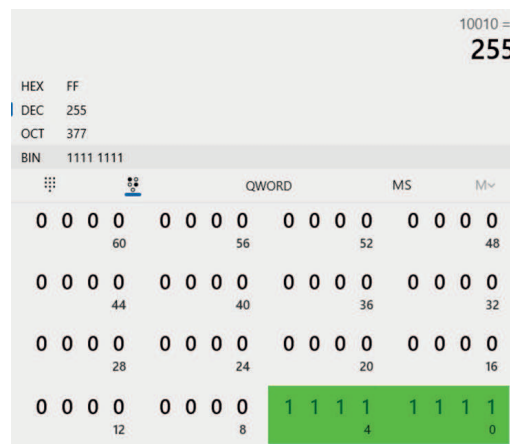 10010 =
255
HEX FF
DEC 255
OCT 377
BIN 1111 1111
QWORD MS M
0 0 0 0 0 0 0 0 0 0 0 0 0 0 0 0
60 56 52 48
0 0 0 0 0 0 0 0 0 0 0 0 0 0 0 0
44 40 36 32
0 0 0 0 0 0 0 0 0 0 0 0 0 0 0 0
28 24 20 16
0 0 0 0 0 0 0 0 1 1 1 1 1 1 1 1
12 8 4 0